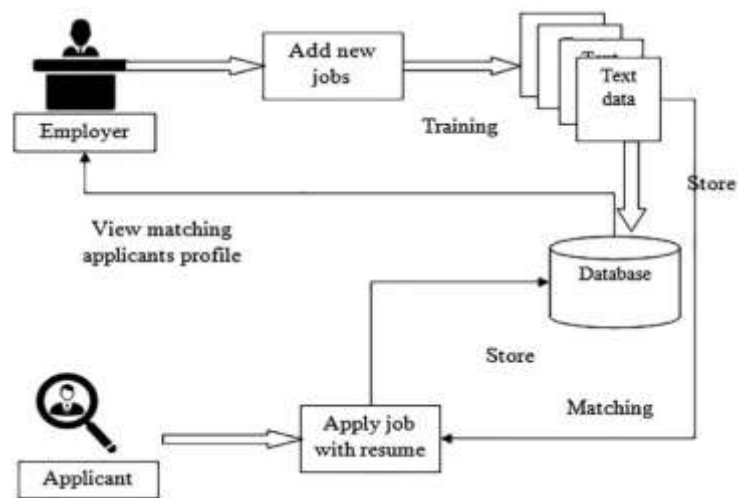 Add new
jobs
Text
Text
data
Employer
Training
Store
View matching
applicants profile
Database
Store
Matching
Apply job
with resume
Applicant